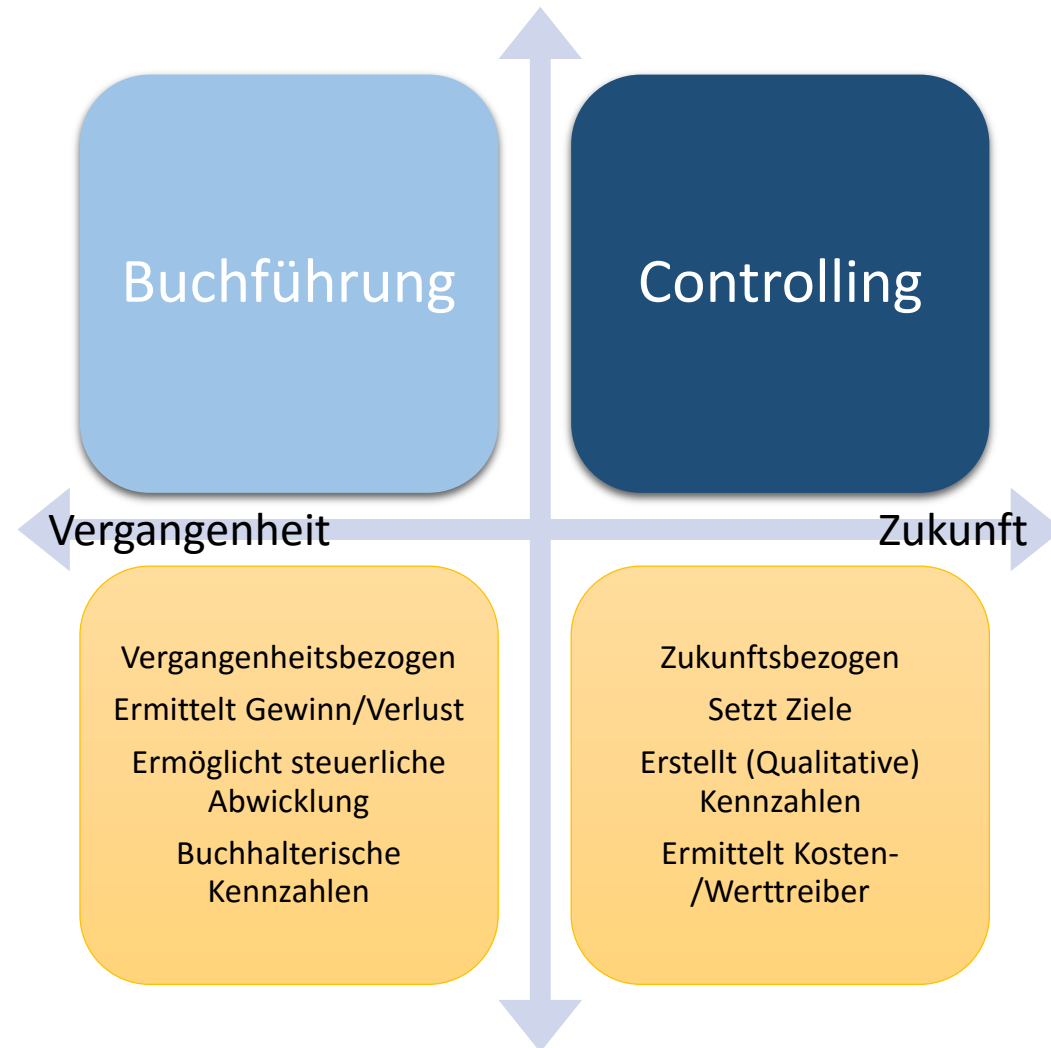 Buchführung
Controlling
Vergangenheit
Zukunft
Vergangenheitsbezogen
Ermittelt Gewinn/Verlust
Ermöglicht steuerliche
Abwicklung
Buchhalterische
Kennzahlen
Zukunftsbezogen
Setzt Ziele
Erstellt (Qualitative)
Kennzahlen
Ermittelt Kosten-
/Werttreiber